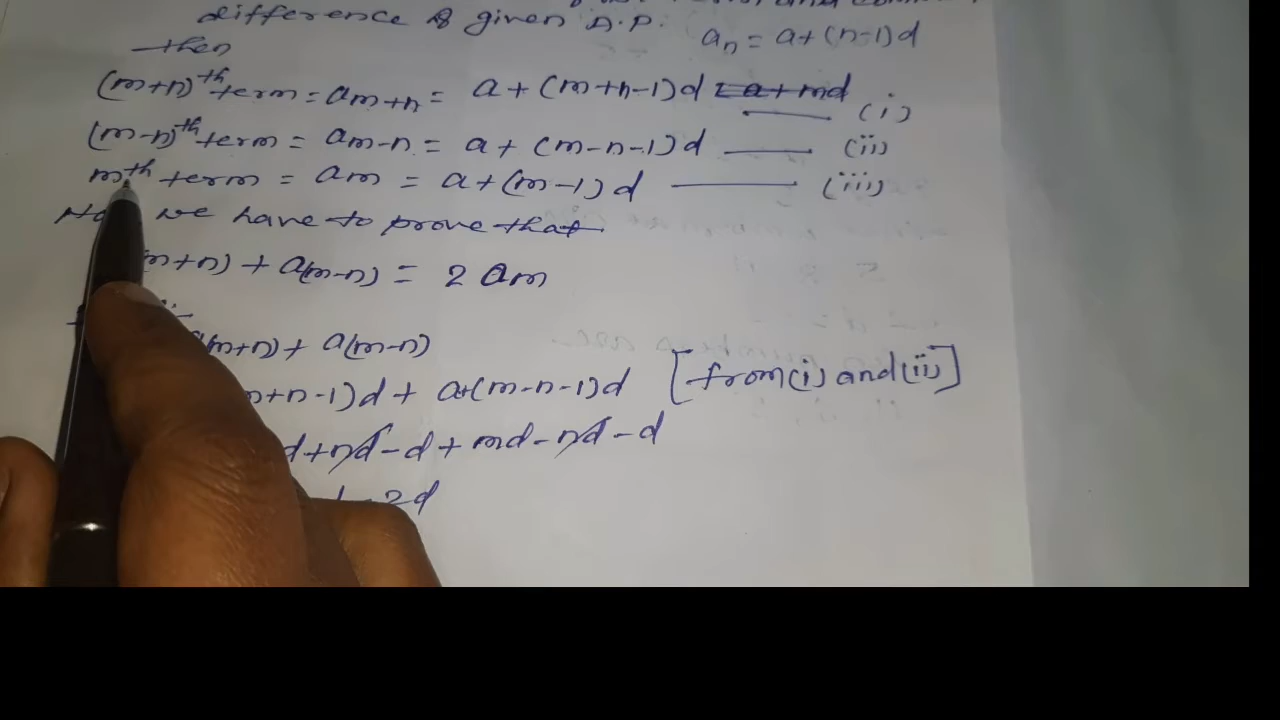 difference of given A.P.
then
aₙ = a+(n-1)d
(m+n)ᵗʰ term = aₘ₊ₙ = a+(m+n-1)d = a+md ——— (i)
(m-n)ᵗʰ term = aₘ₋ₙ = a+(m-n-1)d ——— (ii)
mᵗʰ term = aₘ = a+(m-1)d ——— (iii)
we have to prove that
m+n) + a(m-n) = 2 aₘ
a(m+n) + a(m-n)
+n-1)d + a+(m-n-1)d [from (i) and (ii)]
d+nd-d+md-nd-d
-2d